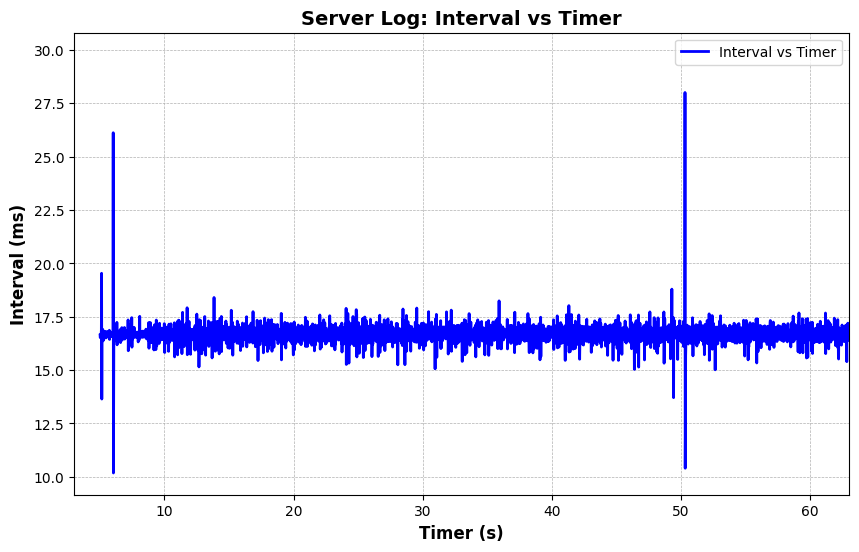 Server Log: Interval vs Timer
Interval vs Timer
30.0
27.5
25.0
22.5
20.0
17.5
15.0
12.5
10.0
Interval (ms)
10 20 30 40 50 60
Timer (s)